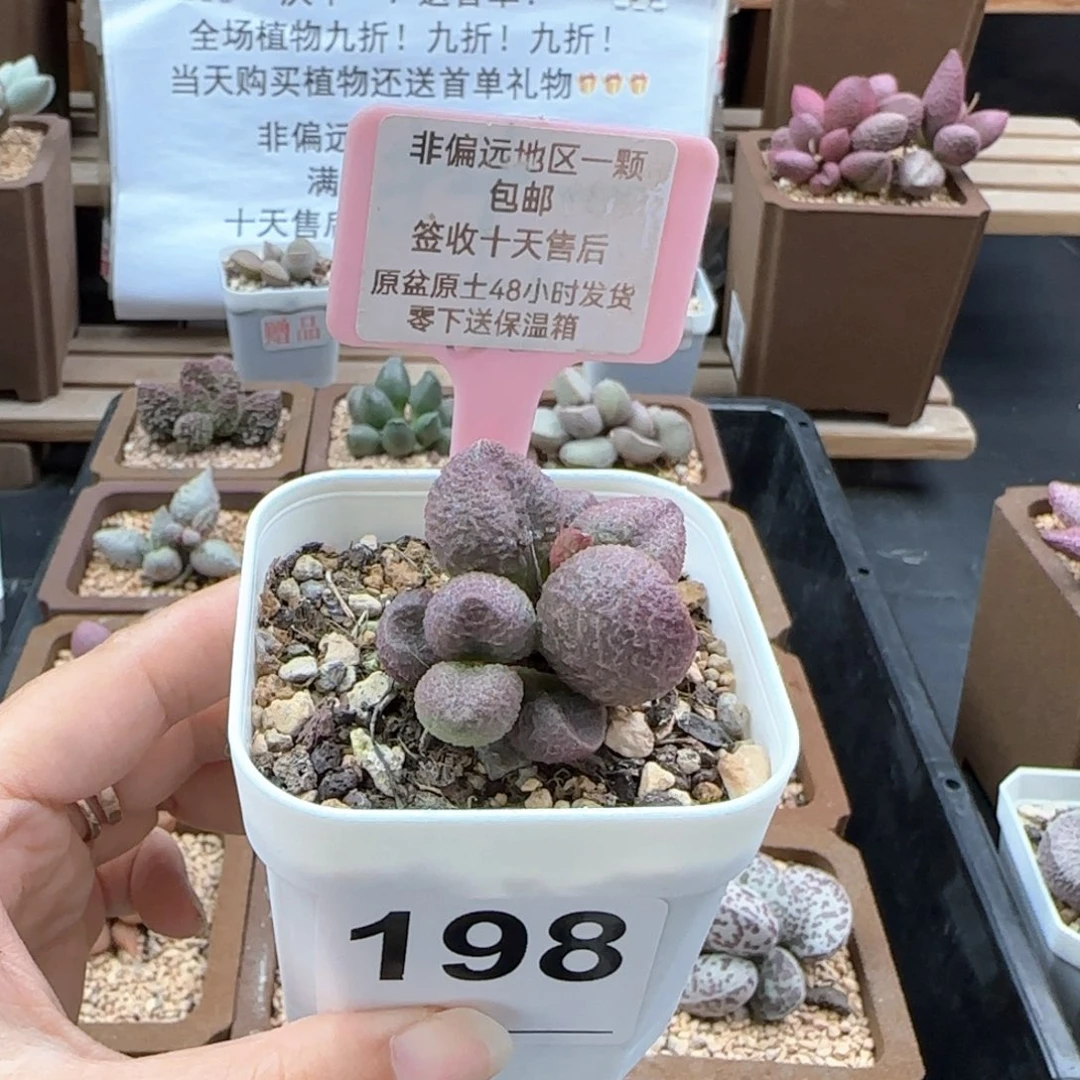 全场植物九折！九折！九折！
当天购买植物还送首单礼物
非偏远
满
十天售后
非偏远地区一颗
包邮
签收十天售后
原盆原土48小时发货
零下送保温箱
赠品
198